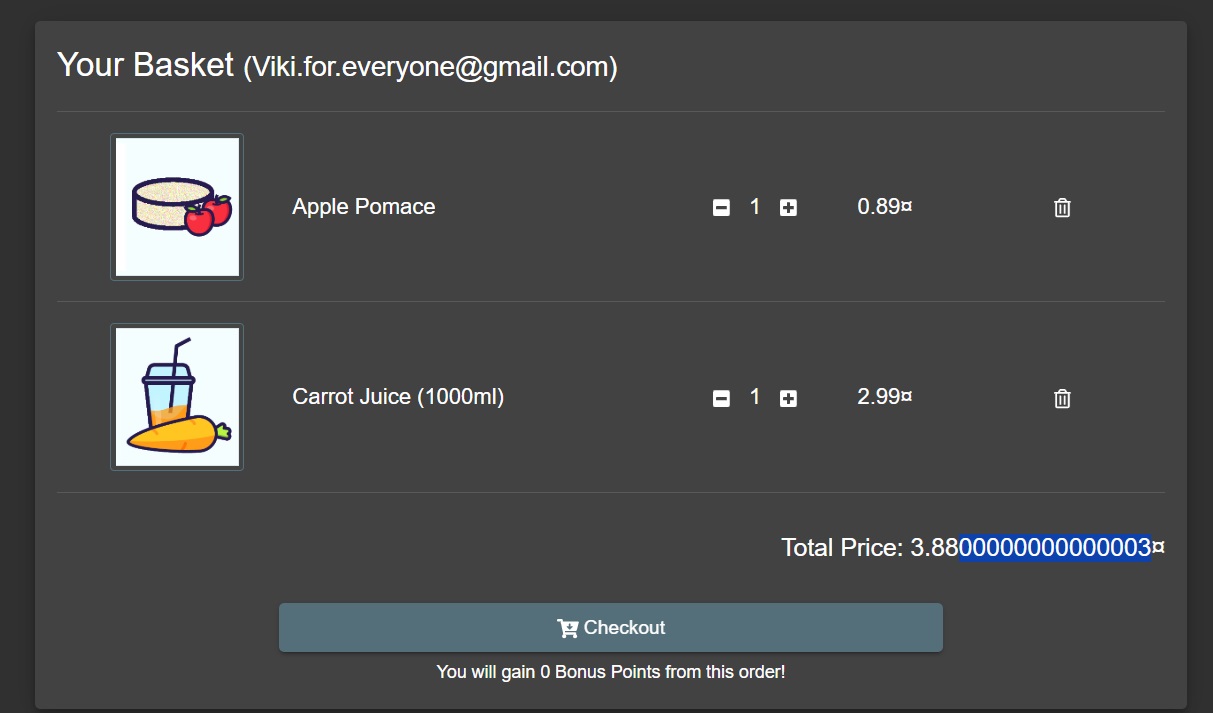 Your Basket (Viki.for.everyone@gmail.com)
Apple Pomace 1 0.89¤
Carrot Juice (1000ml) 1 2.99¤
Total Price: 3.8800000000000003¤
Checkout
You will gain 0 Bonus Points from this order!